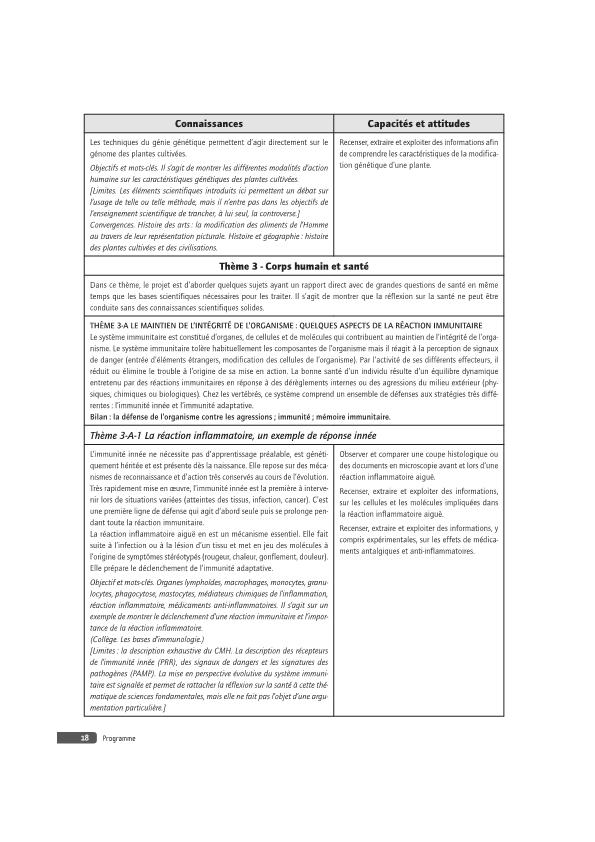 Connaissances
Capacités et attitudes
Les techniques du génie génétique permettent d'agir directement sur le
génome des plantes cultivées.
Objectifs et mots-clés. Il s'agit de montrer les différentes modalités d'action
humaine sur les caractéristiques génétiques des plantes cultivées.
[Limites. Les éléments scientifiques introduits ici permettent un débat sur
l'usage de telle ou telle méthode, mais il n'entre pas dans les objectifs de
l'enseignement scientifique de trancher, à lui seul, la controverse.]
Convergences. Histoire des arts : la modification des aliments de l'Homme
au travers de leur représentation picturale. Histoire et géographie : histoire
des plantes cultivées et des civilisations.
Recenser, extraire et exploiter des informations afin
de comprendre les caractéristiques de la modifica-
tion génétique d'une plante.
Thème 3 - Corps humain et santé
Dans ce thème, le projet est d'aborder quelques sujets ayant un rapport direct avec de grandes questions de santé en même
temps que les bases scientifiques nécessaires pour les traiter. Il s'agit de montrer que la réflexion sur la santé ne peut être
conduite sans des connaissances scientifiques solides.
THÈME 3-A LE MAINTIEN DE L'INTÉGRITÉ DE L'ORGANISME : QUELQUES ASPECTS DE LA RÉACTION IMMUNITAIRE
Le système immunitaire est constitué d'organes, de cellules et de molécules qui contribuent au maintien de l'intégrité de l'orga-
nisme. Le système immunitaire tolère habituellement les composantes de l'organisme mais il réagit à la perception de signaux
de danger (entrée d'éléments étrangers, modification des cellules de l'organisme). Par l'activité de ses différents effecteurs, il
réduit ou élimine le trouble à l'origine de sa mise en action. La bonne santé d'un individu résulte d'un équilibre dynamique
entretenu par des réactions immunitaires en réponse à des dérèglements internes ou des agressions du milieu extérieur (phy-
siques, chimiques ou biologiques). Chez les vertébrés, ce système comprend un ensemble de défenses aux stratégies très diffé-
rentes : l'immunité innée et l'immunité adaptative.
Bilan : la défense de l'organisme contre les agressions ; immunité ; mémoire immunitaire.
Thème 3-A-1 La réaction inflammatoire, un exemple de réponse innée
L'immunité innée ne nécessite pas d'apprentissage préalable, est généti-
quement héritée et est présente dès la naissance. Elle repose sur des méca-
nismes de reconnaissance et d'action très conservés au cours de l'évolution.
Très rapidement mise en œuvre, l'immunité innée est la première à interve-
nir lors de situations variées (atteintes des tissus, infection, cancer). C'est
une première ligne de défense qui agit d'abord seule puis se prolonge pen-
dant toute la réaction immunitaire.
La réaction inflammatoire aiguë en est un mécanisme essentiel. Elle fait
suite à l'infection ou à la lésion d'un tissu et met en jeu des molécules à
l'origine de symptômes stéréotypés (rougeur, chaleur, gonflement, douleur).
Elle prépare le déclenchement de l'immunité adaptative.
Objectif et mots-clés. Organes lymphoïdes, macrophages, monocytes, granu-
locytes, phagocytose, mastocytes, médiateurs chimiques de l'inflammation,
réaction inflammatoire, médicaments anti-inflammatoires. Il s'agit sur un
exemple de montrer le déclenchement d'une réaction immunitaire et l'impor-
tance de la réaction inflammatoire.
(Collège. Les bases d'immunologie.)
[Limites : la description exhaustive du CMH. La description des récepteurs
de l'immunité innée (PRR), des signaux de dangers et les signatures des
pathogènes (PAMP). La mise en perspective évolutive du système immuni-
taire est signalée et permet de rattacher la réflexion sur la santé à cette thé-
matique de sciences fondamentales, mais elle ne fait pas l'objet d'une argu-
mentation particulière.]
Observer et comparer une coupe histologique ou
des documents en microscopie avant et lors d'une
réaction inflammatoire aiguë.
Recenser, extraire et exploiter des informations,
sur les cellules et les molécules impliquées dans
la réaction inflammatoire aiguë.
Recenser, extraire et exploiter des informations, y
compris expérimentales, sur les effets de médica-
ments antalgiques et anti-inflammatoires.
18 Programme